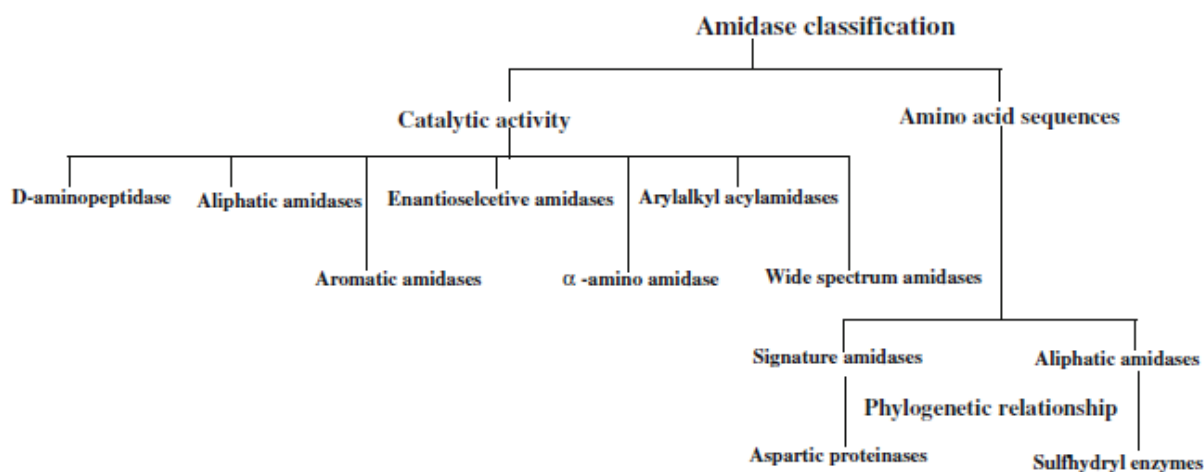 Amidase classification
Catalytic activity
Amino acid sequences
D-aminopeptidase
Aliphatic amidases
Enantioselcetive amidases
Arylalkyl acylamidases
Aromatic amidases
α -amino amidase
Wide spectrum amidases
Signature amidases
Aliphatic amidases
Phylogenetic relationship
Aspartic proteinases
Sulfhydryl enzymes